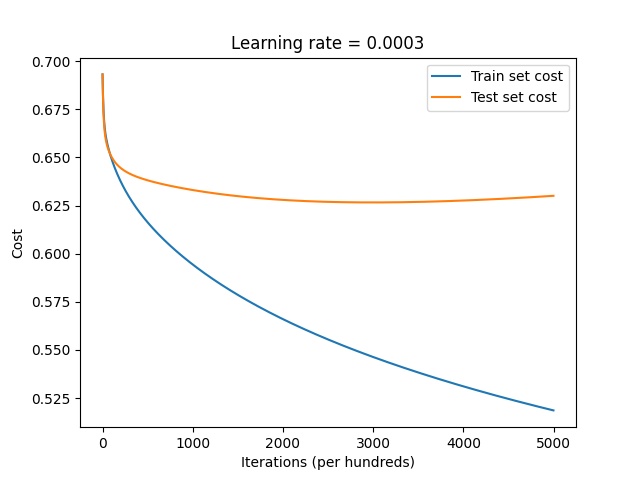 Learning rate = 0.0003
Train set cost
Test set cost
0.700
0.675
0.650
0.625
0.600
0.575
0.550
0.525
Cost
0 1000 2000 3000 4000 5000
Iterations (per hundreds)